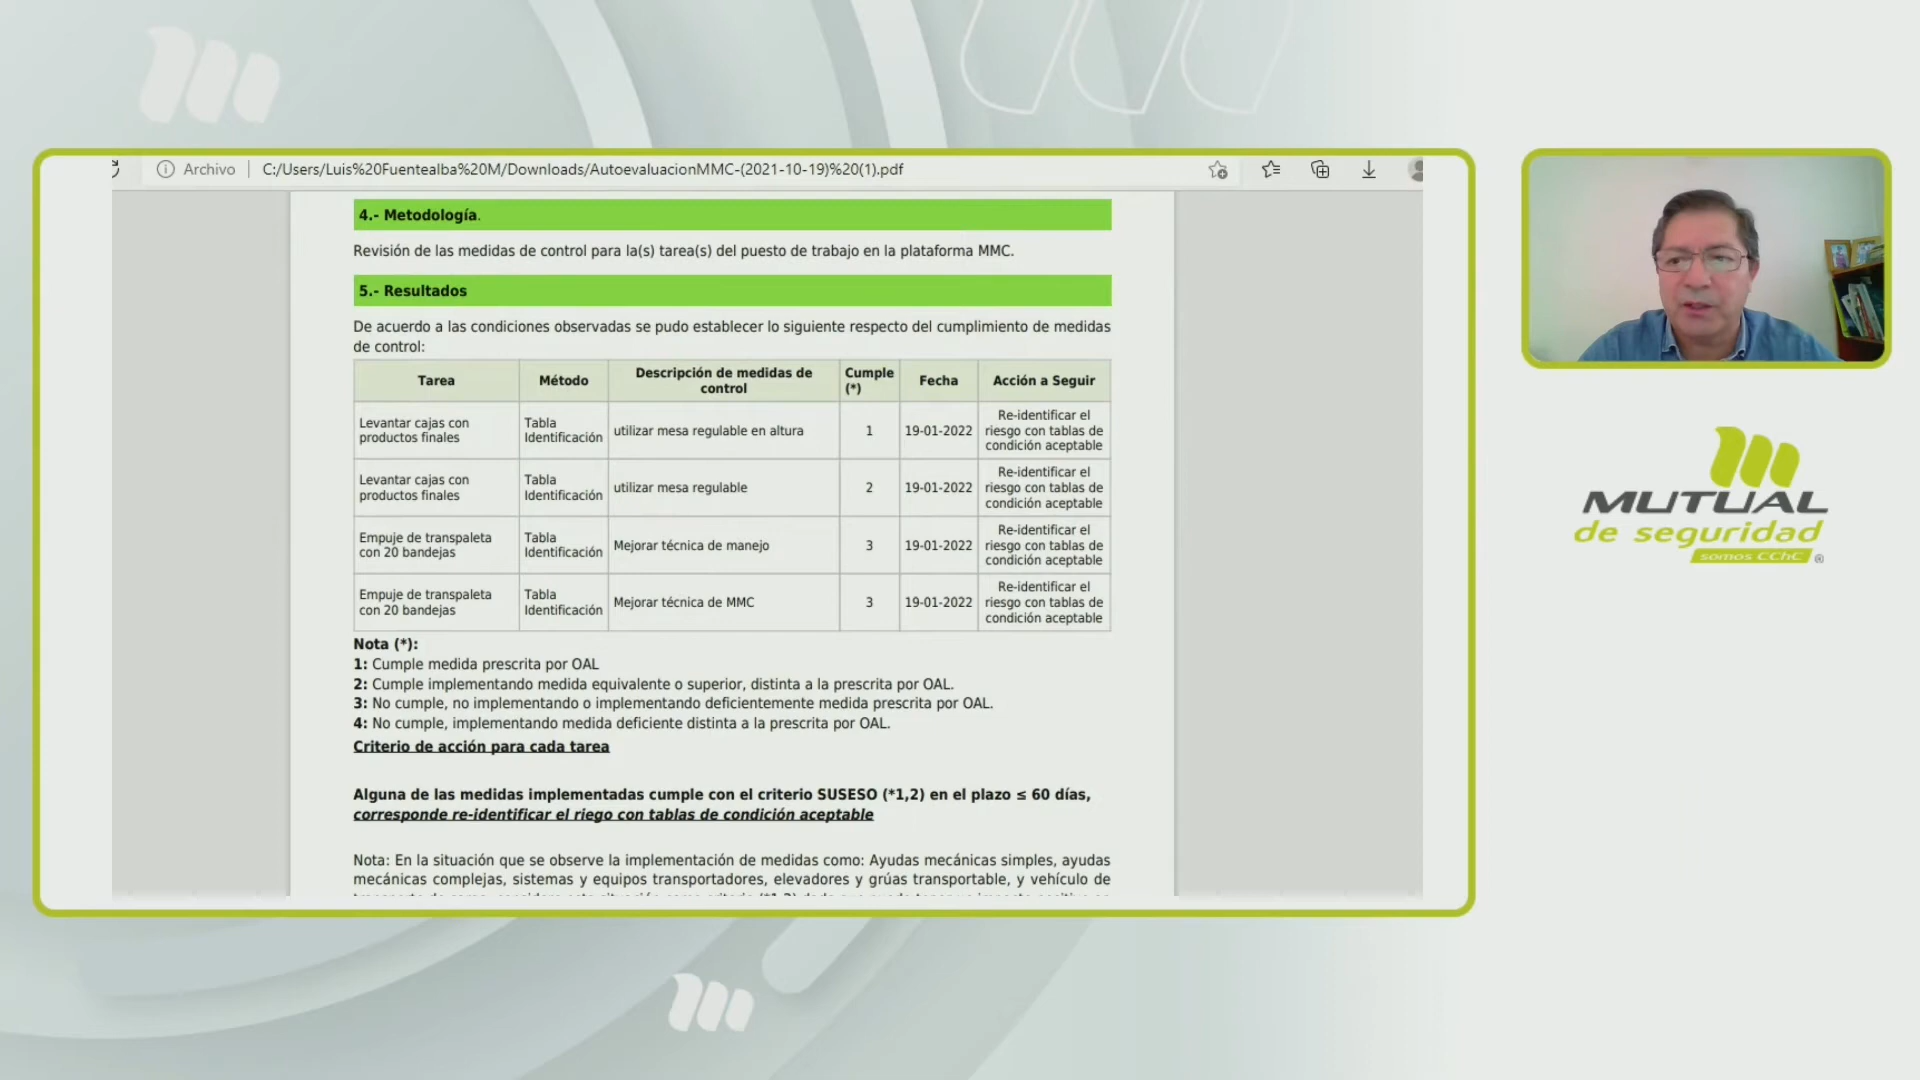 Archivo
C:/Users/Luis%20Fuentealba%20M/Downloads/AutoevaluacionMMC-(2021-10-19)%20(1).pdf
4.- Metodología.
Revisión de las medidas de control para la(s) tarea(s) del puesto de trabajo en la plataforma MMC.
5.- Resultados
De acuerdo a las condiciones observadas se pudo establecer lo siguiente respecto del cumplimiento de medidas
de control:
Tarea Método Descripción de medidas de control Cumple (*) Fecha Acción a Seguir
Levantar cajas con productos finales Tabla Identificación utilizar mesa regulable en altura 1 19-01-2022 Re-identificar el riesgo con tablas de condición aceptable
Levantar cajas con productos finales Tabla Identificación utilizar mesa regulable 2 19-01-2022 Re-identificar el riesgo con tablas de condición aceptable
Empuje de transpaleta con 20 bandejas Tabla Identificación Mejorar técnica de manejo 3 19-01-2022 Re-identificar el riesgo con tablas de condición aceptable
Empuje de transpaleta con 20 bandejas Tabla Identificación Mejorar técnica de MMC 3 19-01-2022 Re-identificar el riesgo con tablas de condición aceptable
Nota (*):
1: Cumple medida prescrita por OAL
2: Cumple implementando medida equivalente o superior, distinta a la prescrita por OAL.
3: No cumple, no implementando o implementando deficientemente medida prescrita por OAL.
4: No cumple, implementando medida deficiente distinta a la prescrita por OAL.
Criterio de acción para cada tarea
Alguna de las medidas implementadas cumple con el criterio SUSESO (*1,2) en el plazo ≤ 60 días,
corresponde re-identificar el riego con tablas de condición aceptable
Nota: En la situación que se observe la implementación de medidas como: Ayudas mecánicas simples, ayudas
mecánicas complejas, sistemas y equipos transportadores, elevadores y grúas transportable, y vehículo de
MUTUAL
de seguridad
somos CChC ®